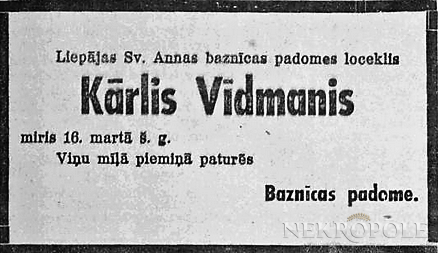 Liepājas Sv. Annas baznīcas padomes loceklis
Kārlis Vīdmanis
miris 16. martā š. g.
Viņu mīļā piemiņā paturēs
Baznīcas padome.
NEKROPOLE